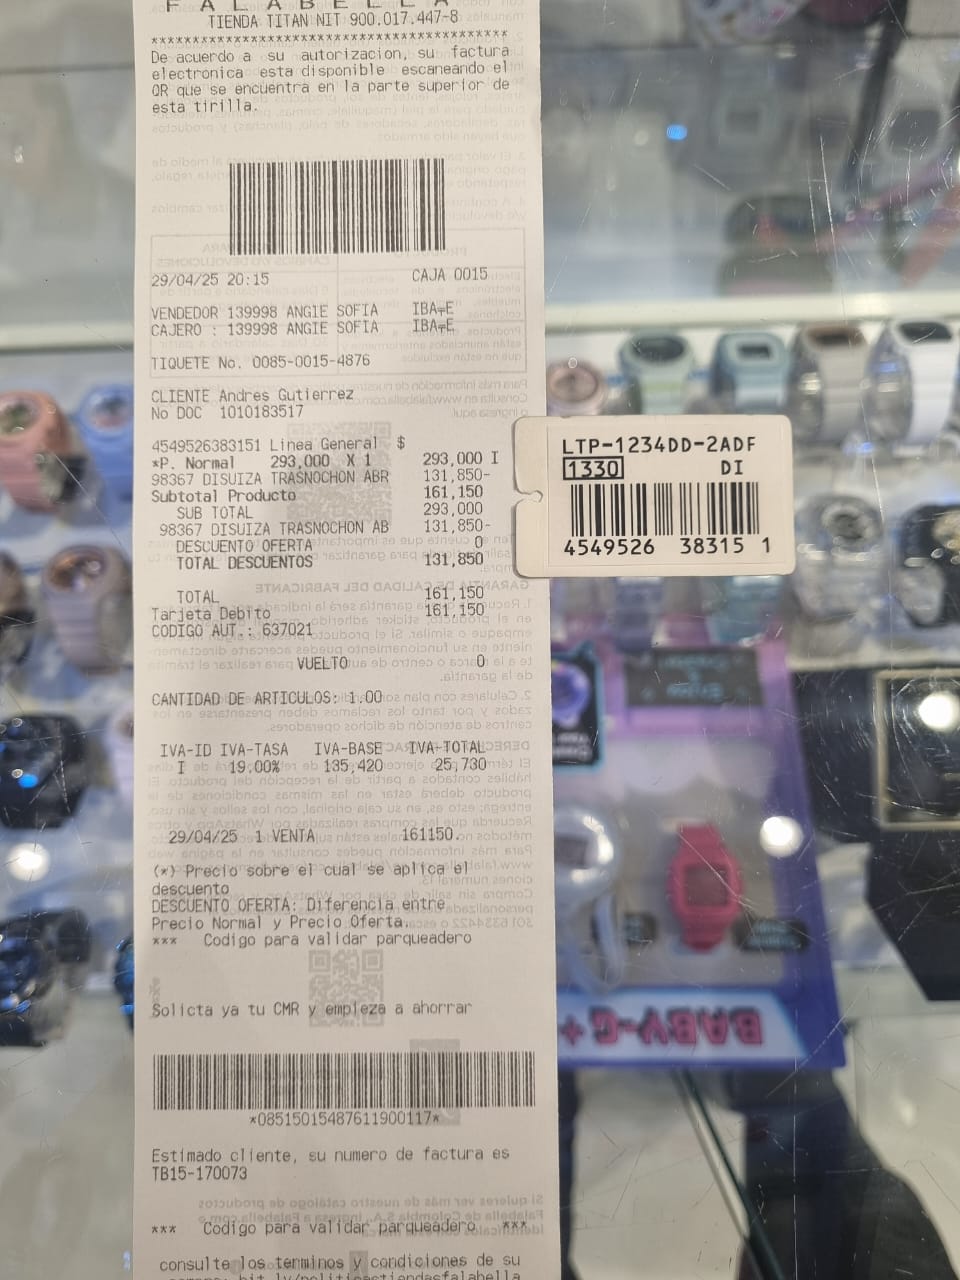 FALABELLA
TIENDA TITAN NIT 900.017.447-8
****************************************
De acuerdo a su autorizacion, su factura
electronica esta disponible escaneando el
QR que se encuentra en la parte superior de
esta tirilla.
29/04/25 20:15 CAJA 0015
VENDEDOR 139998 ANGIE SOFIA
CAJERO : 139998 ANGIE SOFIA
TIQUETE No. 0085-0015-4876
CLIENTE Andres Gutierrez
No DOC 1010183517
4549526383151 Linea General $
*P. Normal 293,000 X 1 293,000 I
98367 DISUIZA TRASNOCHON ABR 131,850-
Subtotal Producto 161,150
SUB TOTAL 293,000
98367 DISUIZA TRASNOCHON AB 131,850-
DESCUENTO OFERTA 0
TOTAL DESCUENTOS 131,850
TOTAL 161,150
Tarjeta Debito 161,150
CODIGO AUT.: 637021
VUELTO 0
CANTIDAD DE ARTICULOS: 1.00
IVA-ID IVA-TASA IVA-BASE IVA-TOTAL
I 19.00% 135,420 25,730
29/04/25 1 VENTA 161150.
(*) Precio sobre el cual se aplica el
descuento
DESCUENTO OFERTA: Diferencia entre
Precio Normal y Precio Oferta.
*** Codigo para validar parqueadero
Solicta ya tu CMR y empieza a ahorrar
*08515015487611900117*
Estimado cliente, su numero de factura es
TB15-170073
*** Codigo para validar parqueadero ***
consulte los terminos y condiciones de su
LTP-1234DD-2ADF
1330 DI
4549526 38315 1
BABY-G+